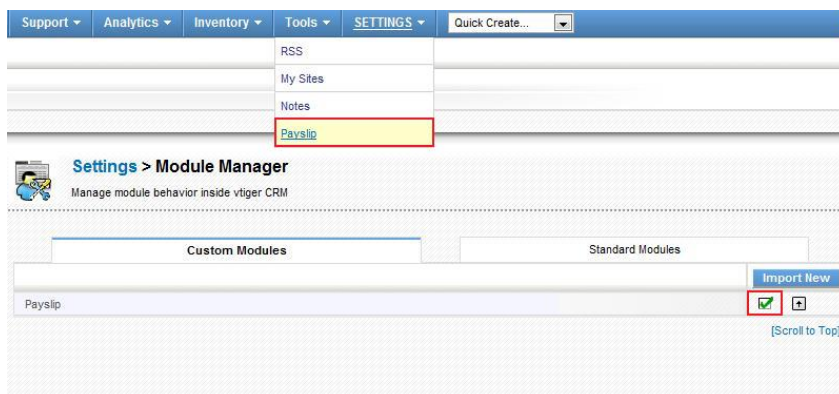 Support Analytics Inventory Tools SETTINGS Quick Create...
RSS
My Sites
Notes
Payslip
Settings > Module Manager
Manage module behavior inside vtiger CRM
Custom Modules Standard Modules
Import New
Payslip
[Scroll to Top]